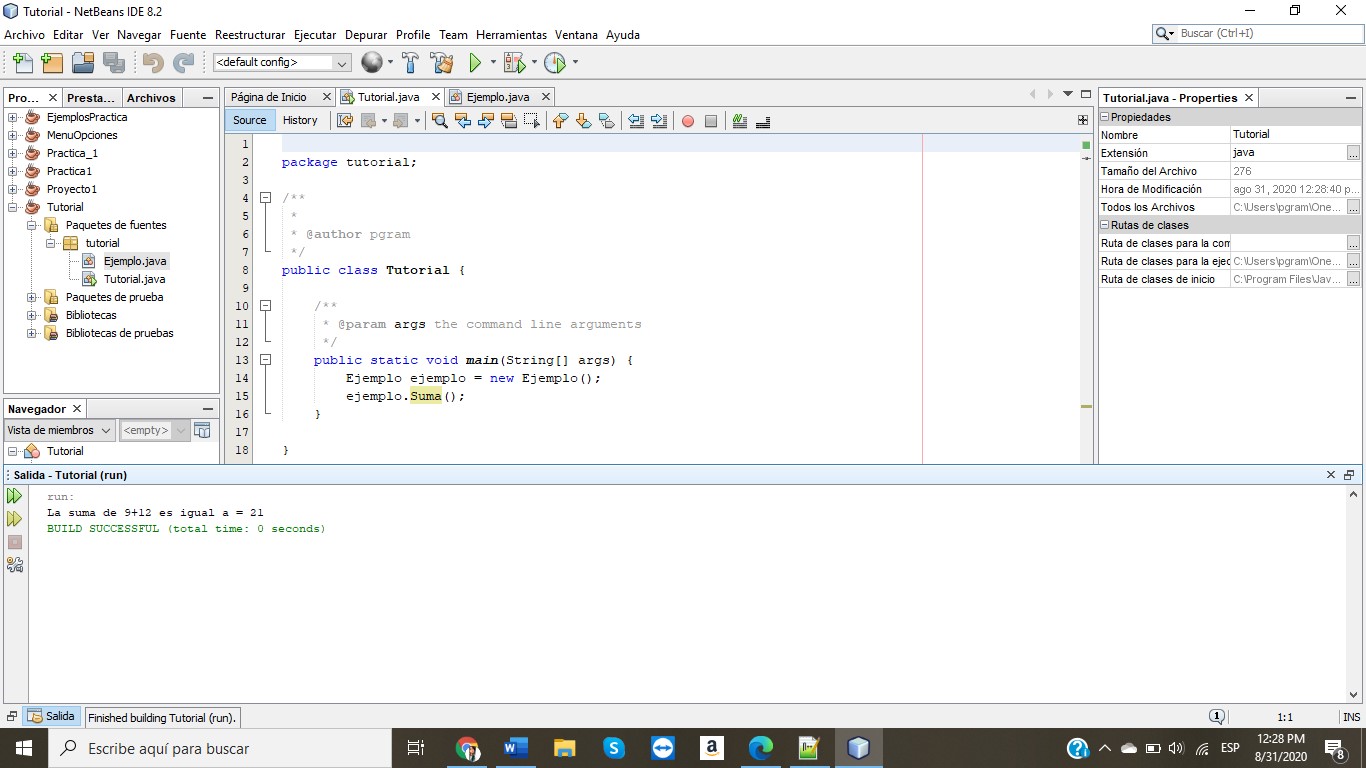 Tutorial - NetBeans IDE 8.2
Archivo Editar Ver Navegar Fuente Reestructurar Ejecutar Depurar Profile Team Herramientas Ventana Ayuda
Buscar (Ctrl+I)
<default config>
Pro... Presta... Archivos
EjemplosPractica
MenuOpciones
Practica_1
Practica1
Proyecto1
Tutorial
Paquetes de fuentes
tutorial
Ejemplo.java
Tutorial.java
Paquetes de prueba
Bibliotecas
Bibliotecas de pruebas
Navegador
Vista de miembros <empty>
Tutorial
Página de Inicio Tutorial.java Ejemplo.java
Source History
1
2 package tutorial;
3
4 /**
5 *
6 * @author pgram
7 */
8 public class Tutorial {
9
10 /**
11 * @param args the command line arguments
12 */
13 public static void main(String[] args) {
14 Ejemplo ejemplo = new Ejemplo();
15 ejemplo.Suma();
16 }
17
18 }
Tutorial.java - Properties
Propiedades
Nombre Tutorial
Extensión java ...
Tamaño del Archivo 276
Hora de Modificación ago 31, 2020 12:28:40 p...
Todos los Archivos C:\Users\pgram\One... ...
Rutas de clases
Ruta de clases para la com ...
Ruta de clases para la ejec C:\Users\pgram\One... ...
Ruta de clases de inicio C:\Program Files\Jav... ...
Salida - Tutorial (run)
run:
La suma de 9+12 es igual a = 21
BUILD SUCCESSFUL (total time: 0 seconds)
Salida Finished building Tutorial (run). 1 1:1 INS
Escribe aquí para buscar
ESP
12:28 PM
8/31/2020
8